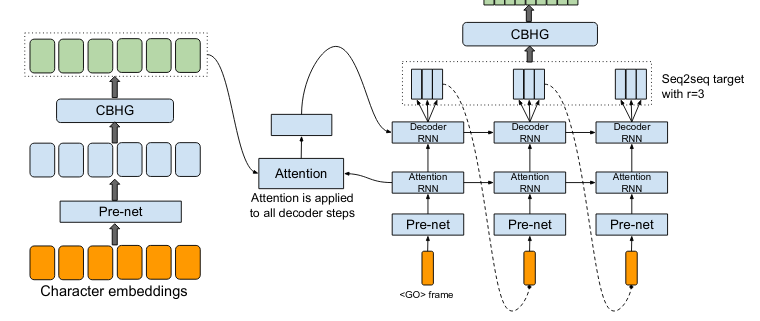 CBHG
CBHG
Seq2seq target
with r=3
Decoder
RNN
Decoder
RNN
Decoder
RNN
Attention
Attention
RNN
Attention
RNN
Attention
RNN
Attention is applied
to all decoder steps
Pre-net
Pre-net
Pre-net
Pre-net
Character embeddings
<GO> frame